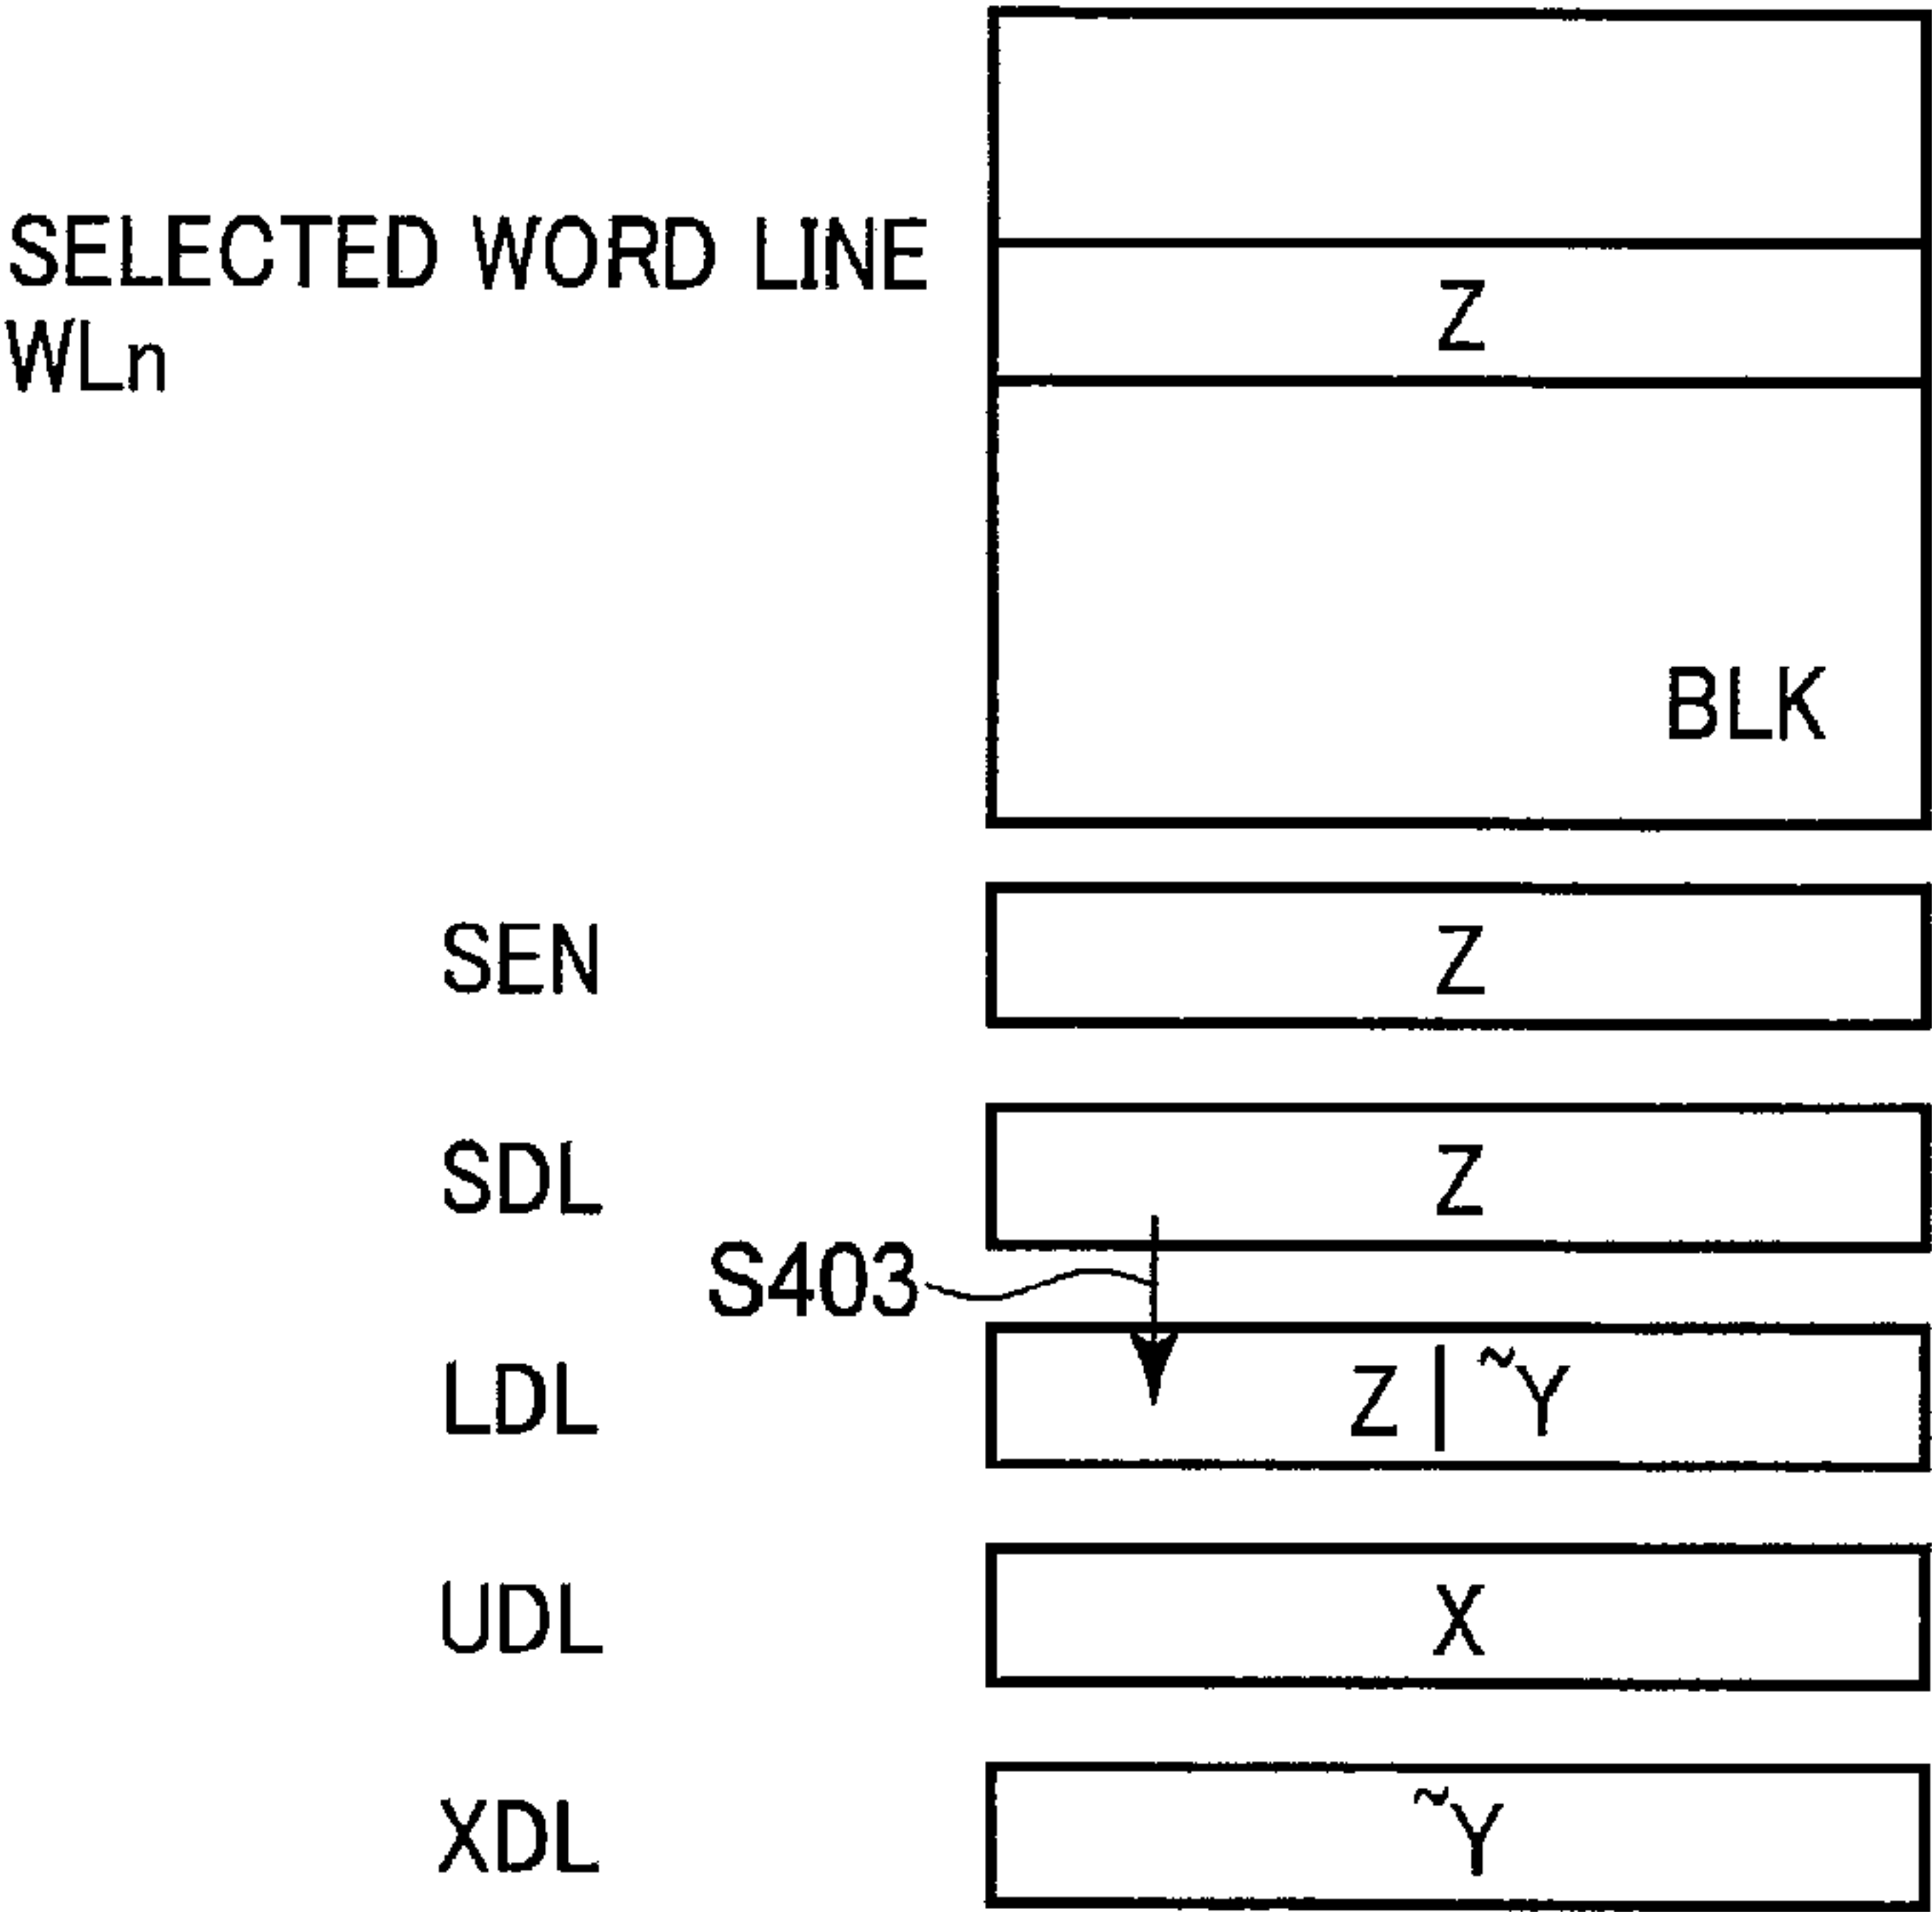 SELECTED WORD LINE
WLn
Z
BLK
SEN Z
SDL Z
S403
LDL Z | ~Y
UDL X
XDL ~Y